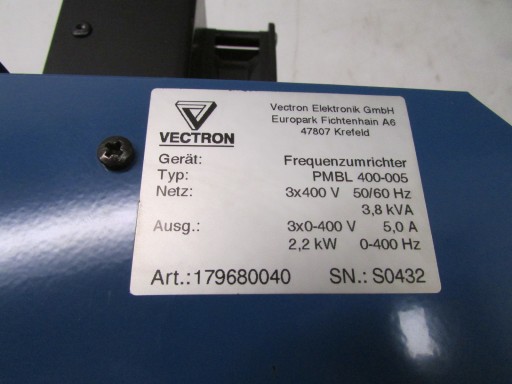 VECTRON
Vectron Elektronik GmbH
Europark Fichtenhain A6
47807 Krefeld
Gerät: Frequenzumrichter
Typ: PMBL 400-005
Netz: 3x400 V 50/60 Hz
3,8 kVA
Ausg.: 3x0-400 V 5,0 A
2,2 kW 0-400 Hz
Art.:179680040 SN.: S0432